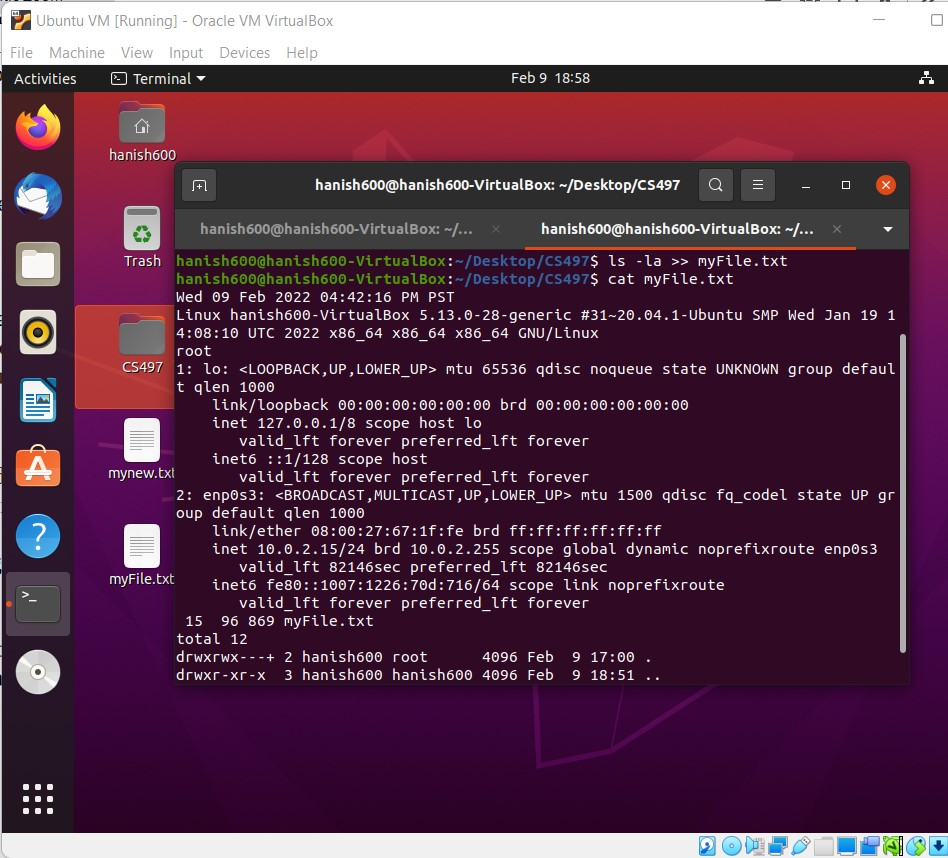 Ubuntu VM [Running] - Oracle VM VirtualBox
File Machine View Input Devices Help
Activities Terminal Feb 9 18:58
hanish600
Trash
CS497
mynew.txt
myFile.txt
hanish600@hanish600-VirtualBox: ~/Desktop/CS497
hanish600@hanish600-VirtualBox: ~/... × hanish600@hanish600-VirtualBox: ~/... ×
hanish600@hanish600-VirtualBox:~/Desktop/CS497$ ls -la >> myFile.txt
hanish600@hanish600-VirtualBox:~/Desktop/CS497$ cat myFile.txt
Wed 09 Feb 2022 04:42:16 PM PST
Linux hanish600-VirtualBox 5.13.0-28-generic #31~20.04.1-Ubuntu SMP Wed Jan 19 1
4:08:10 UTC 2022 x86_64 x86_64 x86_64 GNU/Linux
root
1: lo: <LOOPBACK,UP,LOWER_UP> mtu 65536 qdisc noqueue state UNKNOWN group defaul
t qlen 1000
    link/loopback 00:00:00:00:00:00 brd 00:00:00:00:00:00
    inet 127.0.0.1/8 scope host lo
       valid_lft forever preferred_lft forever
    inet6 ::1/128 scope host
       valid_lft forever preferred_lft forever
2: enp0s3: <BROADCAST,MULTICAST,UP,LOWER_UP> mtu 1500 qdisc fq_codel state UP gr
oup default qlen 1000
    link/ether 08:00:27:67:1f:fe brd ff:ff:ff:ff:ff:ff
    inet 10.0.2.15/24 brd 10.0.2.255 scope global dynamic noprefixroute enp0s3
       valid_lft 82146sec preferred_lft 82146sec
    inet6 fe80::1007:1226:70d:716/64 scope link noprefixroute
       valid_lft forever preferred_lft forever
 15  96 869 myFile.txt
total 12
drwxrwx---+ 2 hanish600 root      4096 Feb  9 17:00 .
drwxr-xr-x  3 hanish600 hanish600 4096 Feb  9 18:51 ..